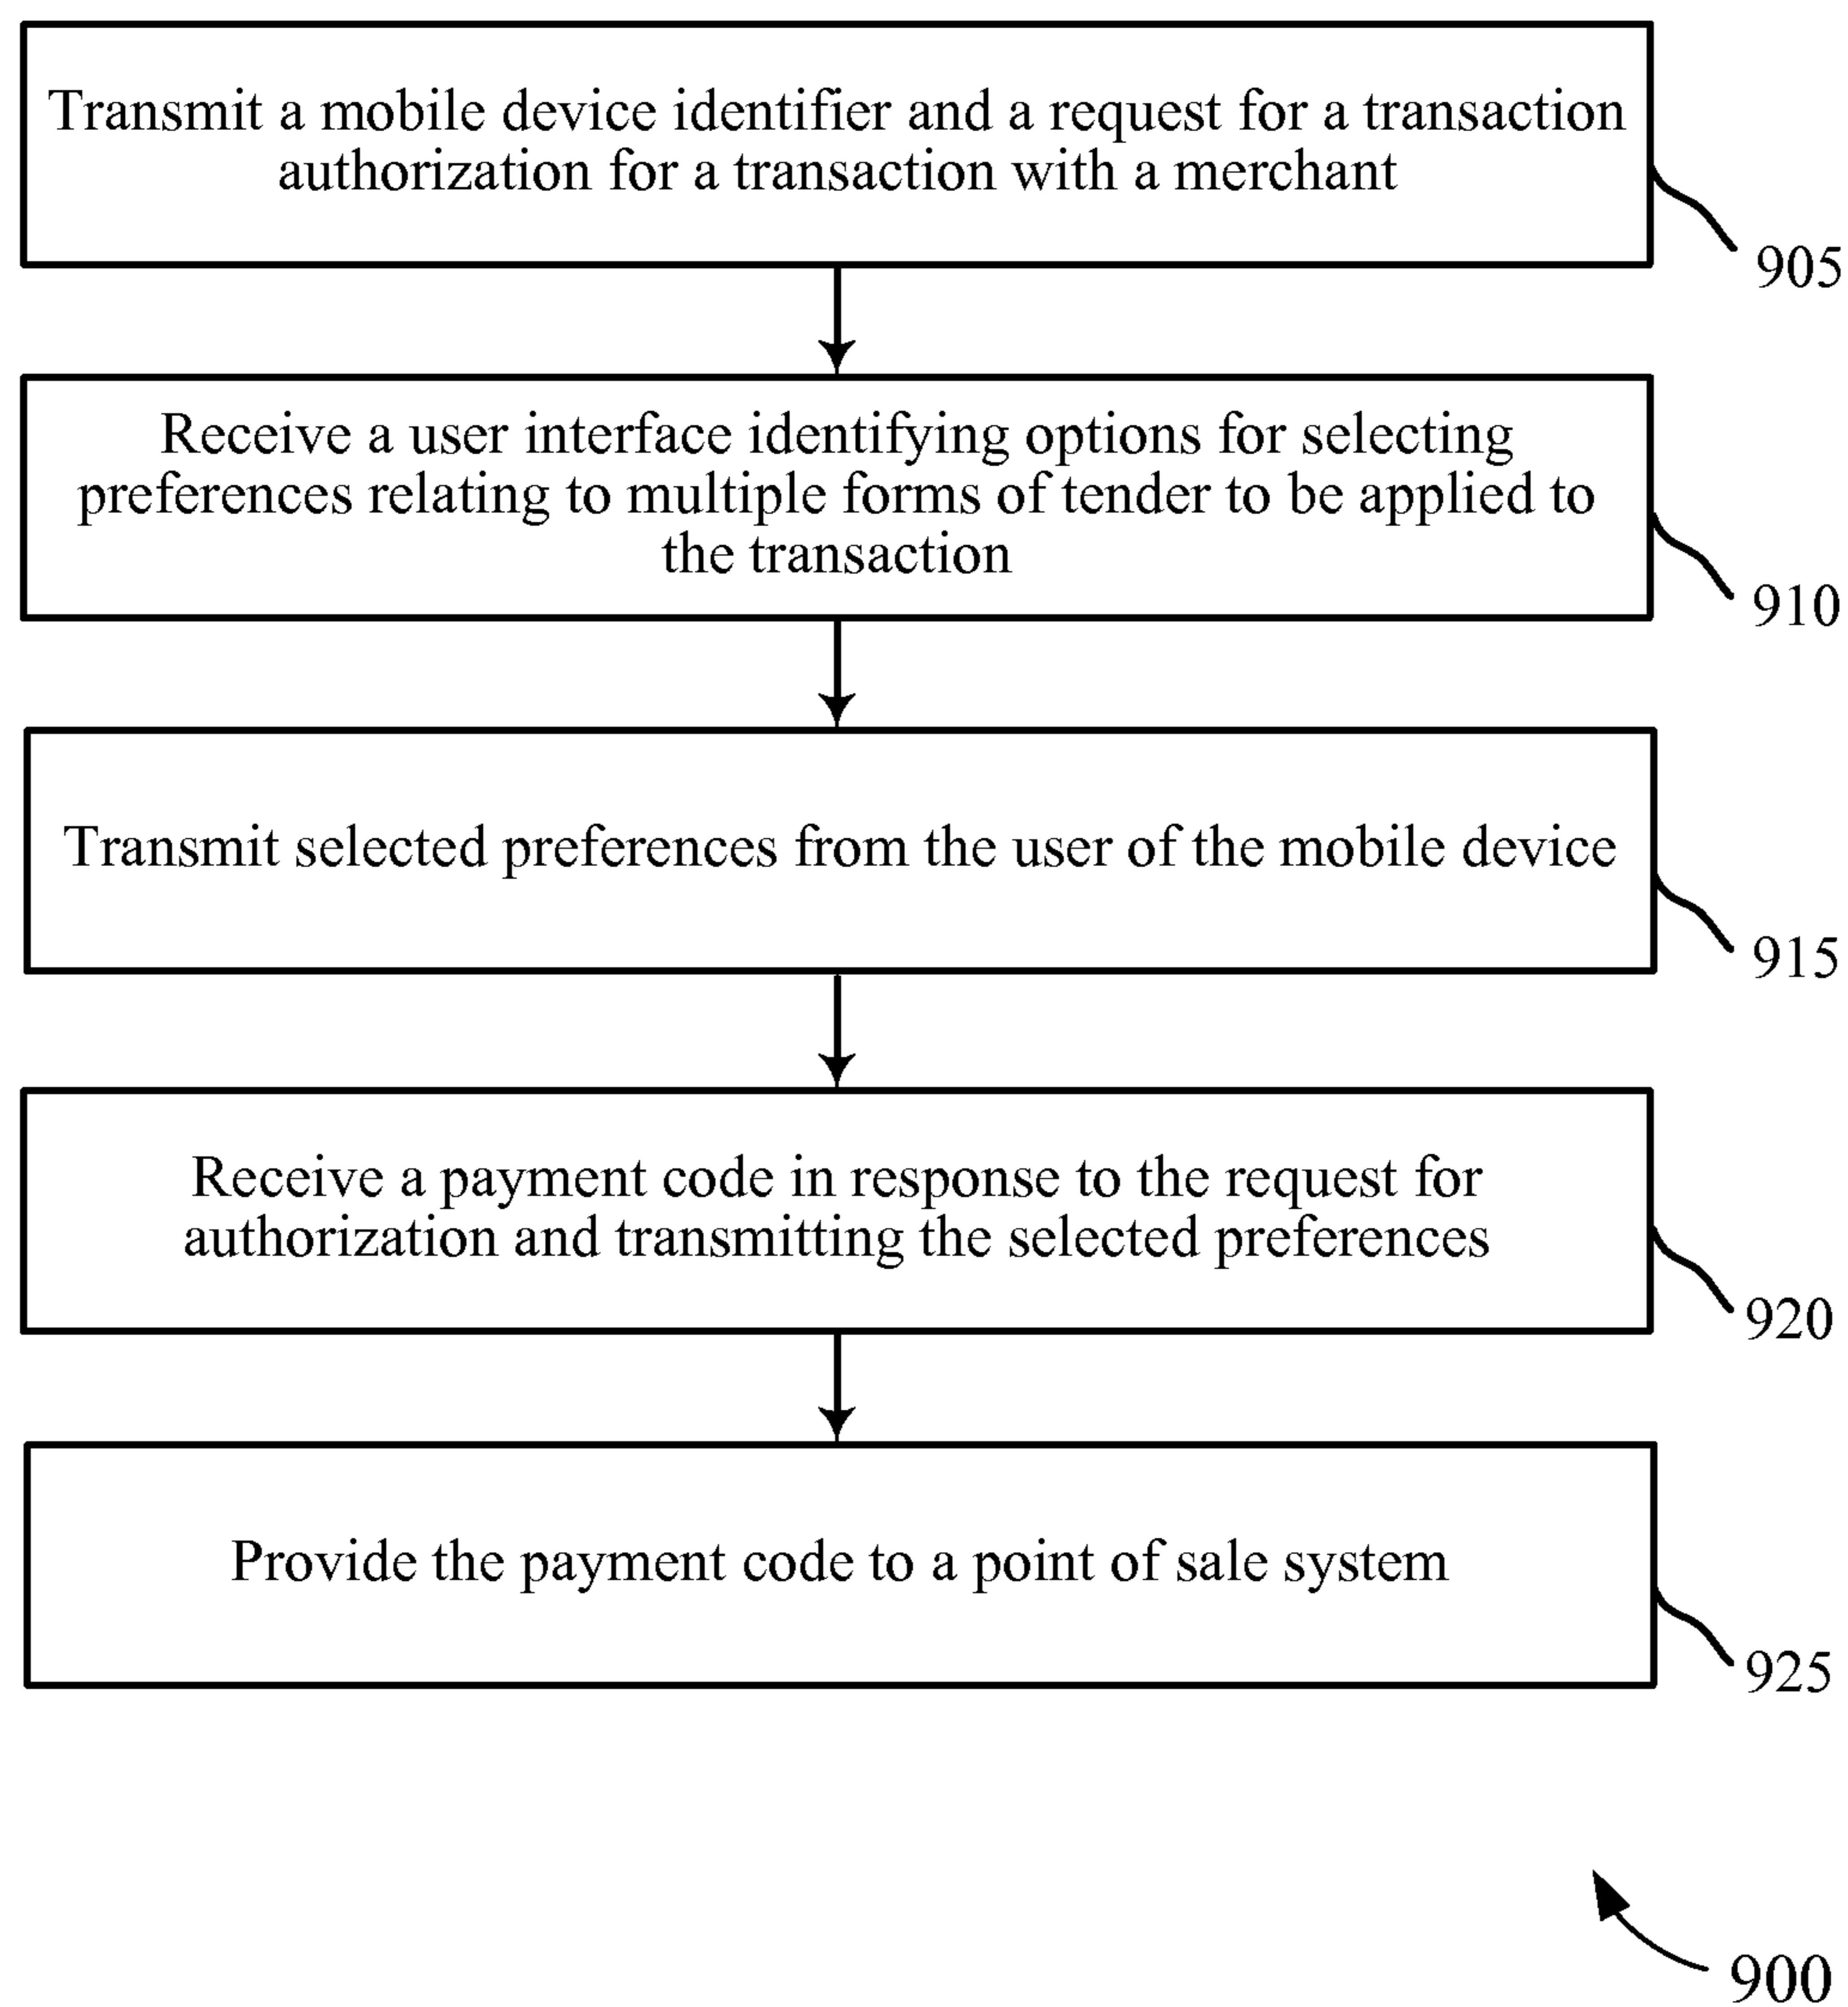 Transmit a mobile device identifier and a request for a transaction
authorization for a transaction with a merchant
905
Receive a user interface identifying options for selecting
preferences relating to multiple forms of tender to be applied to
the transaction
910
Transmit selected preferences from the user of the mobile device
915
Receive a payment code in response to the request for
authorization and transmitting the selected preferences
920
Provide the payment code to a point of sale system
925
900